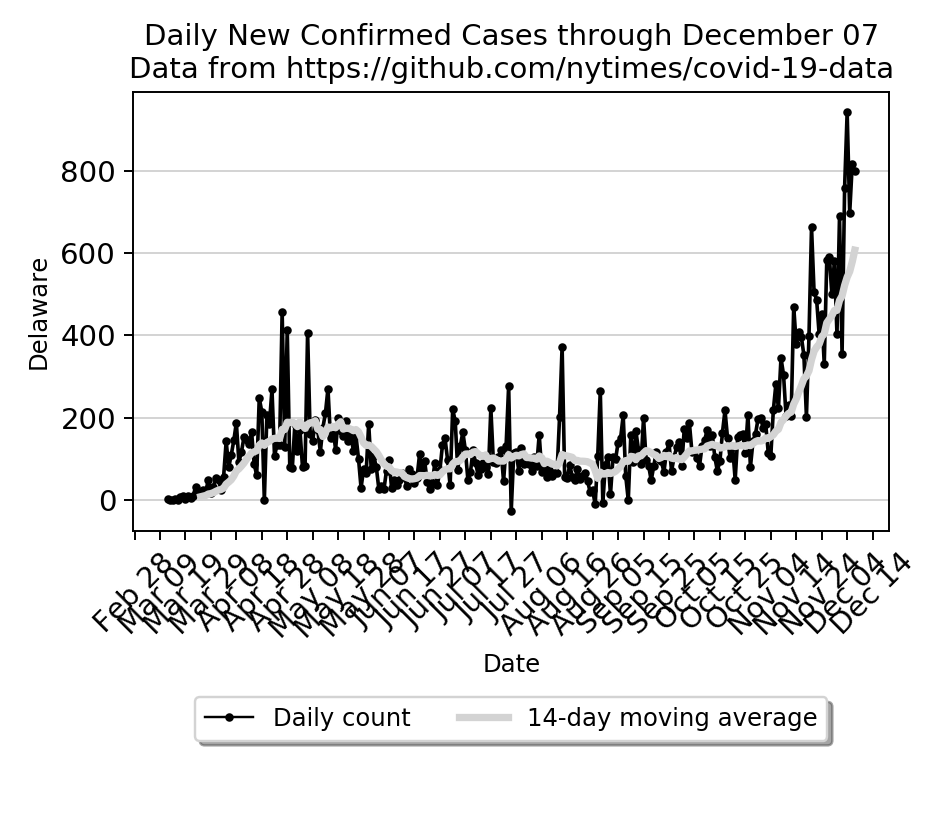 Daily New Confirmed Cases through December 07
Data from https://github.com/nytimes/covid-19-data
Delaware
800
600
400
200
0
Feb 28
Mar 09
Mar 19
Mar 29
Apr 08
Apr 18
Apr 28
May 08
May 18
May 28
Jun 07
Jun 17
Jun 27
Jul 07
Jul 17
Jul 27
Aug 06
Aug 16
Aug 26
Sep 05
Sep 15
Sep 25
Oct 05
Oct 15
Oct 25
Nov 04
Nov 14
Nov 24
Dec 04
Dec 14
Date
Daily count
14-day moving average